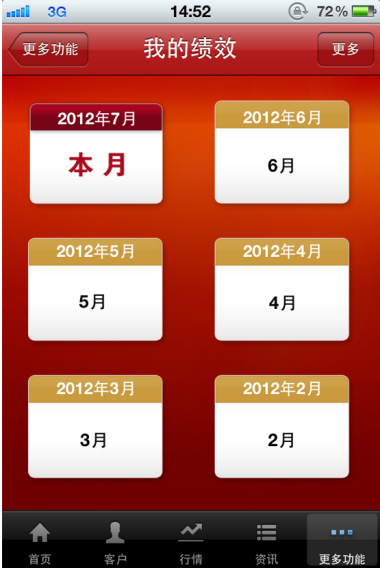 3G 14:52 72%
更多功能 我的绩效 更多
2012年7月 2012年6月
本月 6月
2012年5月 2012年4月
5月 4月
2012年3月 2012年2月
3月 2月
首页 客户 行情 资讯 更多功能